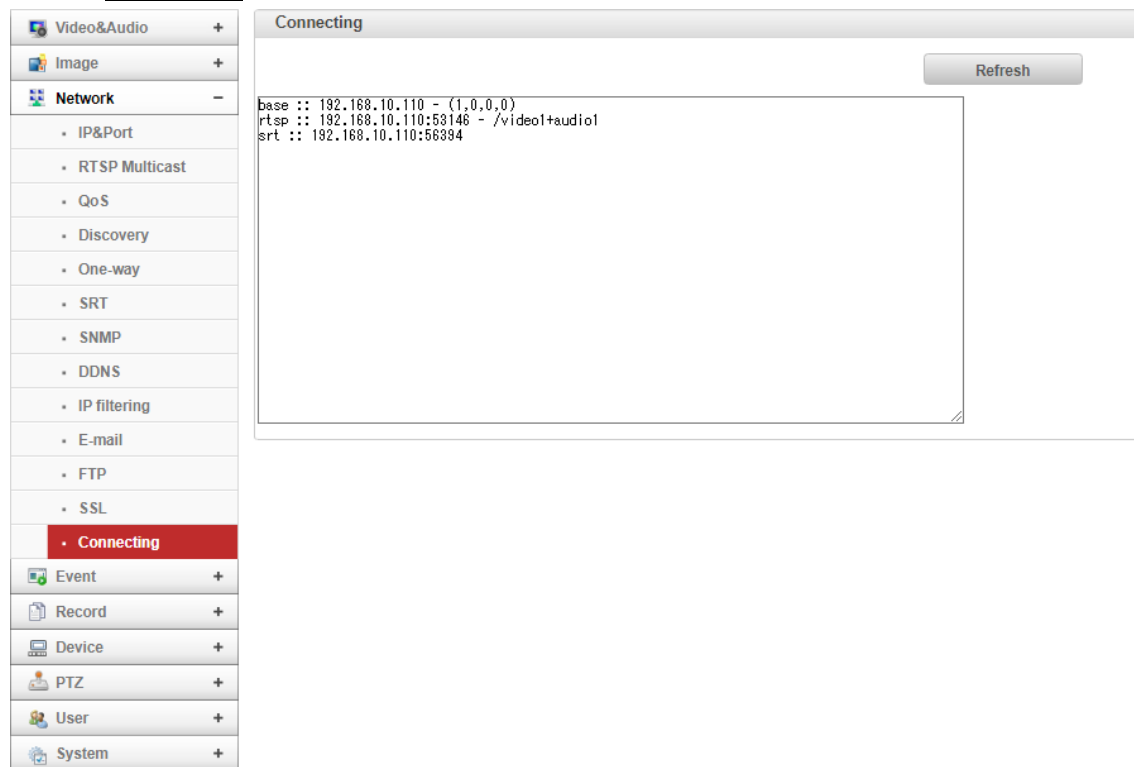 Video&Audio +
Image +
Network −
IP&Port
RTSP Multicast
QoS
Discovery
One-way
SRT
SNMP
DDNS
IP filtering
E-mail
FTP
SSL
Connecting
Event +
Record +
Device +
PTZ +
User +
System +
Connecting
Refresh
base :: 192.168.10.110 - (1,0,0,0)
rtsp :: 192.168.10.110:53146 - /video1+audio1
srt :: 192.168.10.110:56394